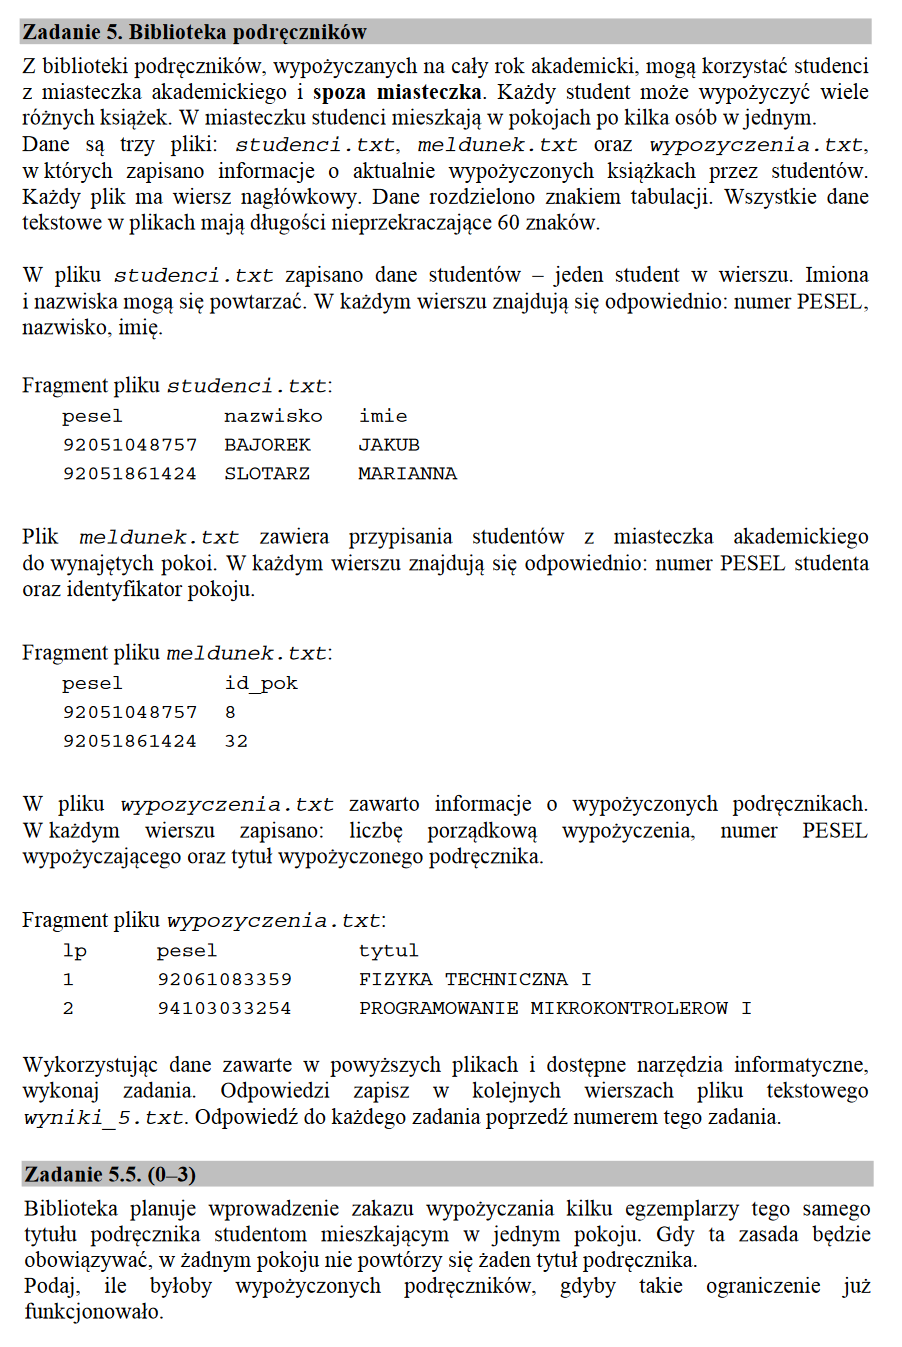 Zadanie 5. Biblioteka podręczników
Z biblioteki podręczników, wypożyczanych na cały rok akademicki, mogą korzystać studenci
z miasteczka akademickiego i spoza miasteczka. Każdy student może wypożyczyć wiele
różnych książek. W miasteczku studenci mieszkają w pokojach po kilka osób w jednym.
Dane są trzy pliki: studenci.txt, meldunek.txt oraz wypozyczenia.txt,
w których zapisano informacje o aktualnie wypożyczonych książkach przez studentów.
Każdy plik ma wiersz nagłówkowy. Dane rozdzielono znakiem tabulacji. Wszystkie dane
tekstowe w plikach mają długości nieprzekraczające 60 znaków.
W pliku studenci.txt zapisano dane studentów – jeden student w wierszu. Imiona
i nazwiska mogą się powtarzać. W każdym wierszu znajdują się odpowiednio: numer PESEL,
nazwisko, imię.
Fragment pliku studenci.txt:
pesel nazwisko imie
92051048757 BAJOREK JAKUB
92051861424 SLOTARZ MARIANNA
Plik meldunek.txt zawiera przypisania studentów z miasteczka akademickiego
do wynajętych pokoi. W każdym wierszu znajdują się odpowiednio: numer PESEL studenta
oraz identyfikator pokoju.
Fragment pliku meldunek.txt:
pesel id_pok
92051048757 8
92051861424 32
W pliku wypozyczenia.txt zawarto informacje o wypożyczonych podręcznikach.
W każdym wierszu zapisano: liczbę porządkową wypożyczenia, numer PESEL
wypożyczającego oraz tytuł wypożyczonego podręcznika.
Fragment pliku wypozyczenia.txt:
lp pesel tytul
1 92061083359 FIZYKA TECHNICZNA I
2 94103033254 PROGRAMOWANIE MIKROKONTROLEROW I
Wykorzystując dane zawarte w powyższych plikach i dostępne narzędzia informatyczne,
wykonaj zadania. Odpowiedzi zapisz w kolejnych wierszach pliku tekstowego
wyniki_5.txt. Odpowiedź do każdego zadania poprzedź numerem tego zadania.
Zadanie 5.5. (0–3)
Biblioteka planuje wprowadzenie zakazu wypożyczania kilku egzemplarzy tego samego
tytułu podręcznika studentom mieszkającym w jednym pokoju. Gdy ta zasada będzie
obowiązywać, w żadnym pokoju nie powtórzy się żaden tytuł podręcznika.
Podaj, ile byłoby wypożyczonych podręczników, gdyby takie ograniczenie już
funkcjonowało.